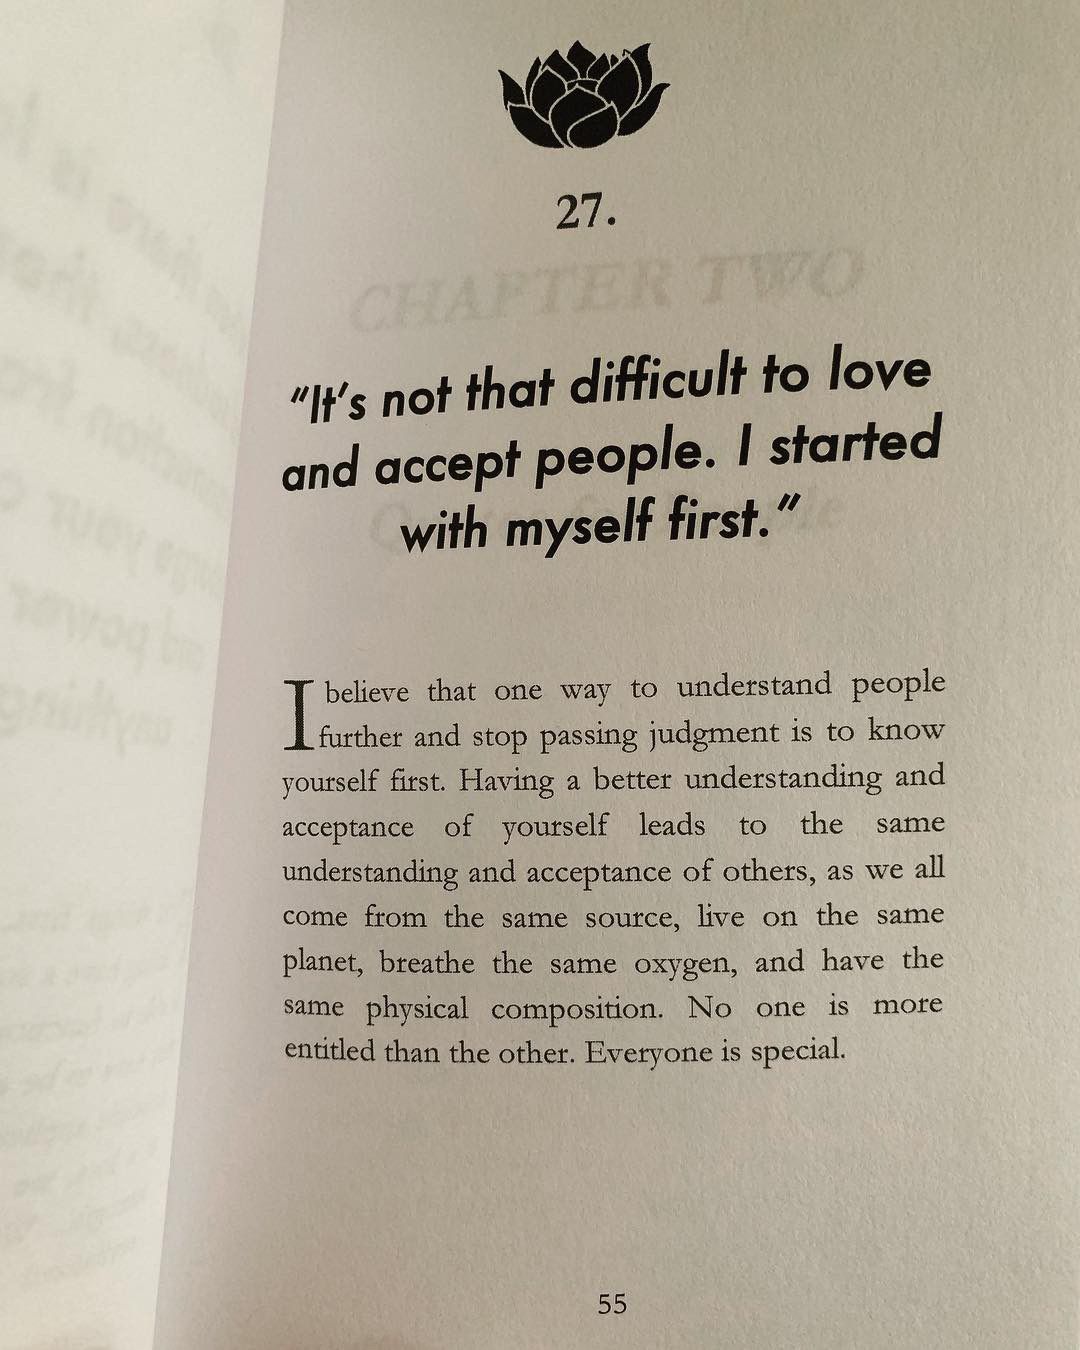 27.
CHAPTER TWO
"It's not that difficult to love
and accept people. I started
with myself first."
I believe that one way to understand people
further and stop passing judgment is to know
yourself first. Having a better understanding and
acceptance of yourself leads to the same
understanding and acceptance of others, as we all
come from the same source, live on the same
planet, breathe the same oxygen, and have the
same physical composition. No one is more
entitled than the other. Everyone is special.
55